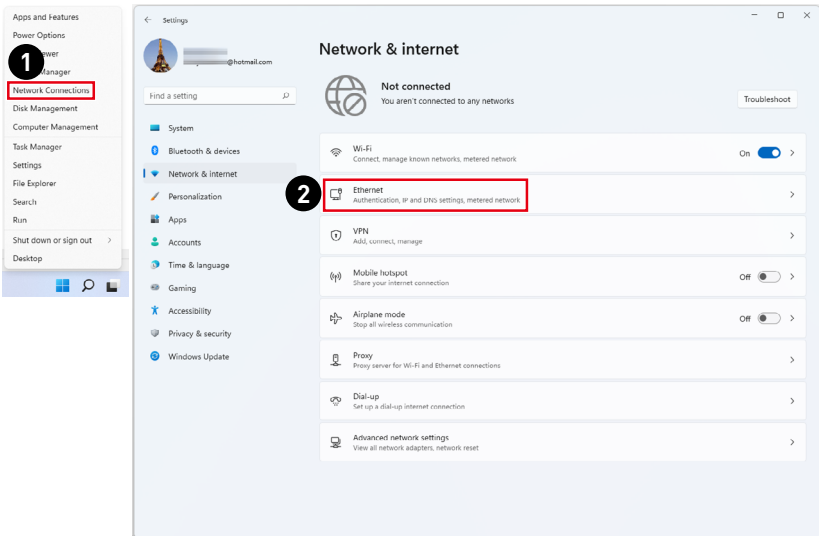 Apps and Features
Power Options
ewer
1
Manager
Network Connections
Disk Management
Computer Management
Task Manager
Settings
File Explorer
Search
Run
Shut down or sign out
Desktop
Settings
@hotmail.com
Find a setting
System
Bluetooth & devices
Network & internet
Personalization
Apps
Accounts
Time & language
Gaming
Accessibility
Privacy & security
Windows Update
Network & internet
Not connected
You aren't connected to any networks
Troubleshoot
Wi-Fi
Connect, manage known networks, metered network
On
2
Ethernet
Authentication, IP and DNS settings, metered network
VPN
Add, connect, manage
Mobile hotspot
Share your internet connection
Off
Airplane mode
Stop all wireless communication
Off
Proxy
Proxy server for Wi-Fi and Ethernet connections
Dial-up
Set up a dial-up internet connection
Advanced network settings
View all network adapters, network reset